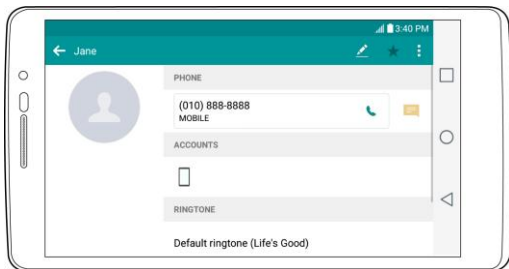 3:40 PM
Jane
PHONE
(010) 888-8888
MOBILE
ACCOUNTS
RINGTONE
Default ringtone (Life's Good)